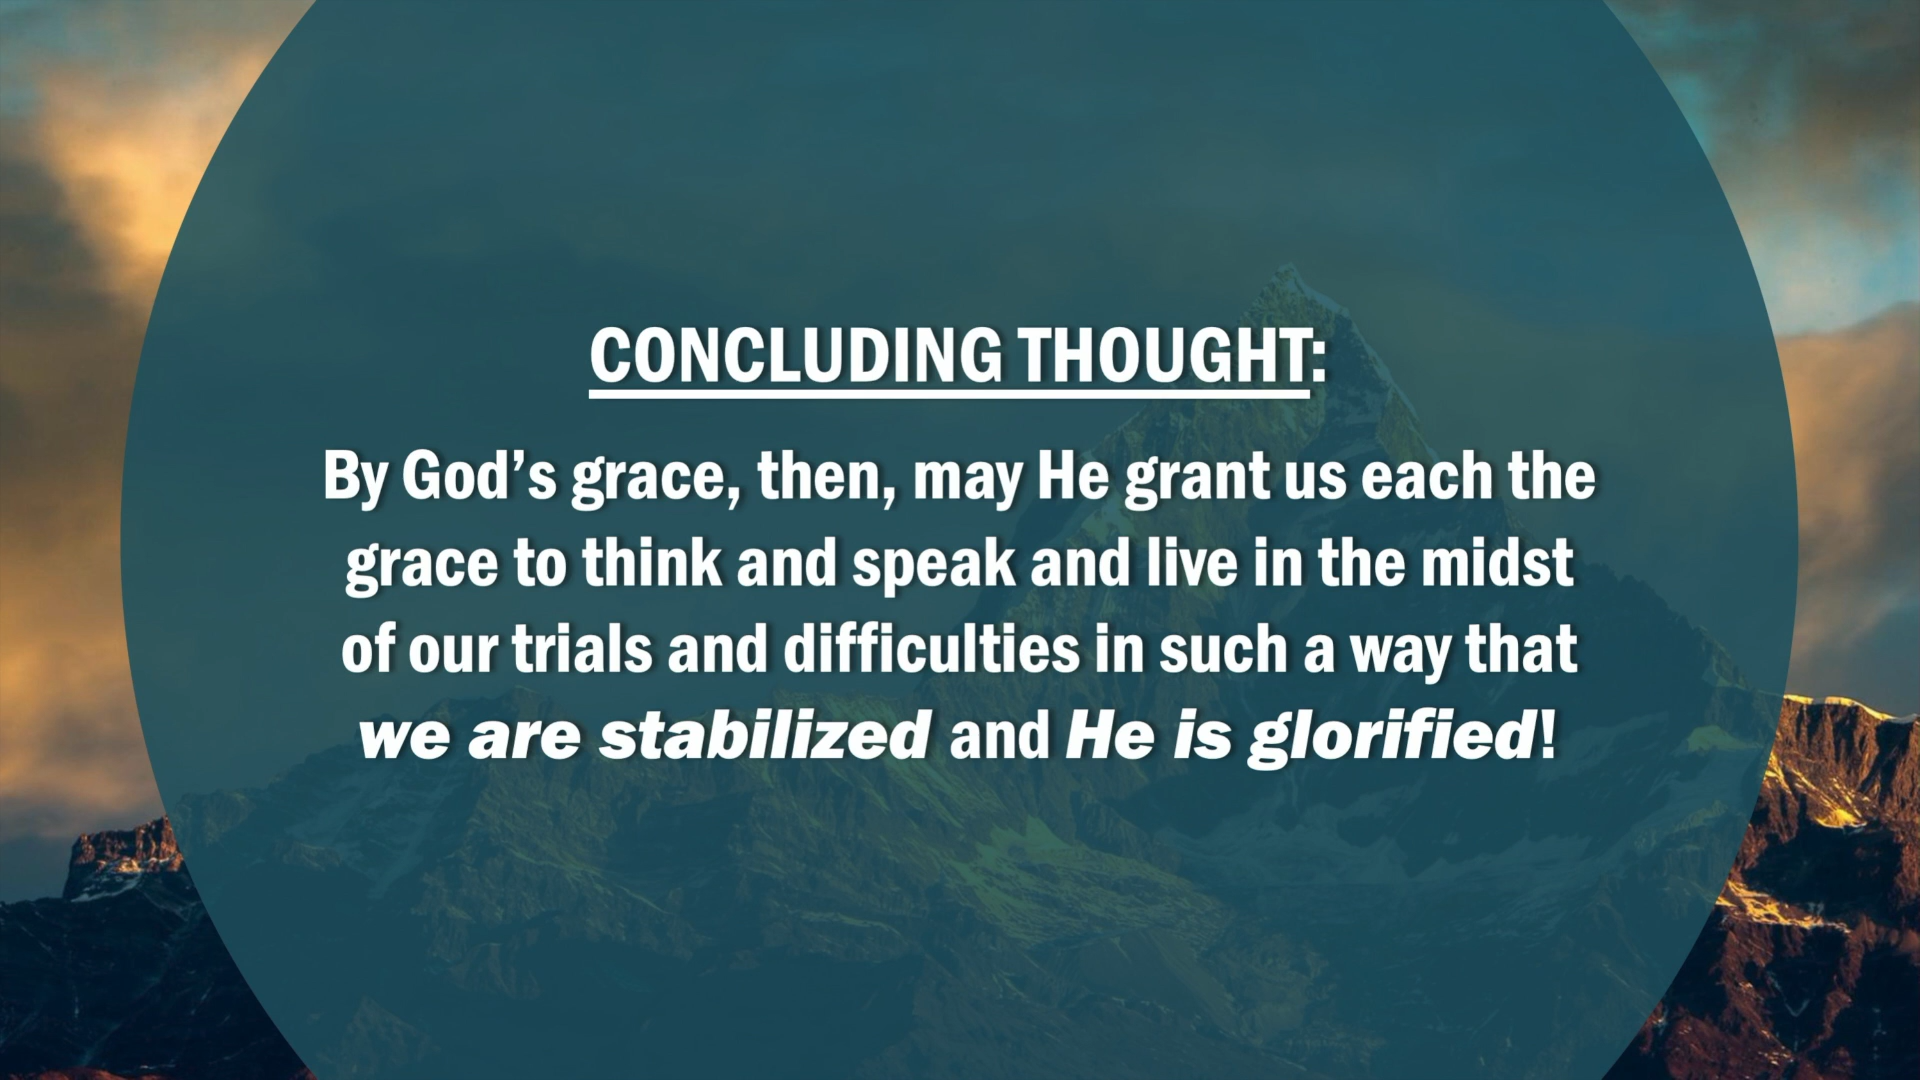 CONCLUDING THOUGHT:
By God’s grace, then, may He grant us each the
grace to think and speak and live in the midst
of our trials and difficulties in such a way that
we are stabilized and He is glorified!